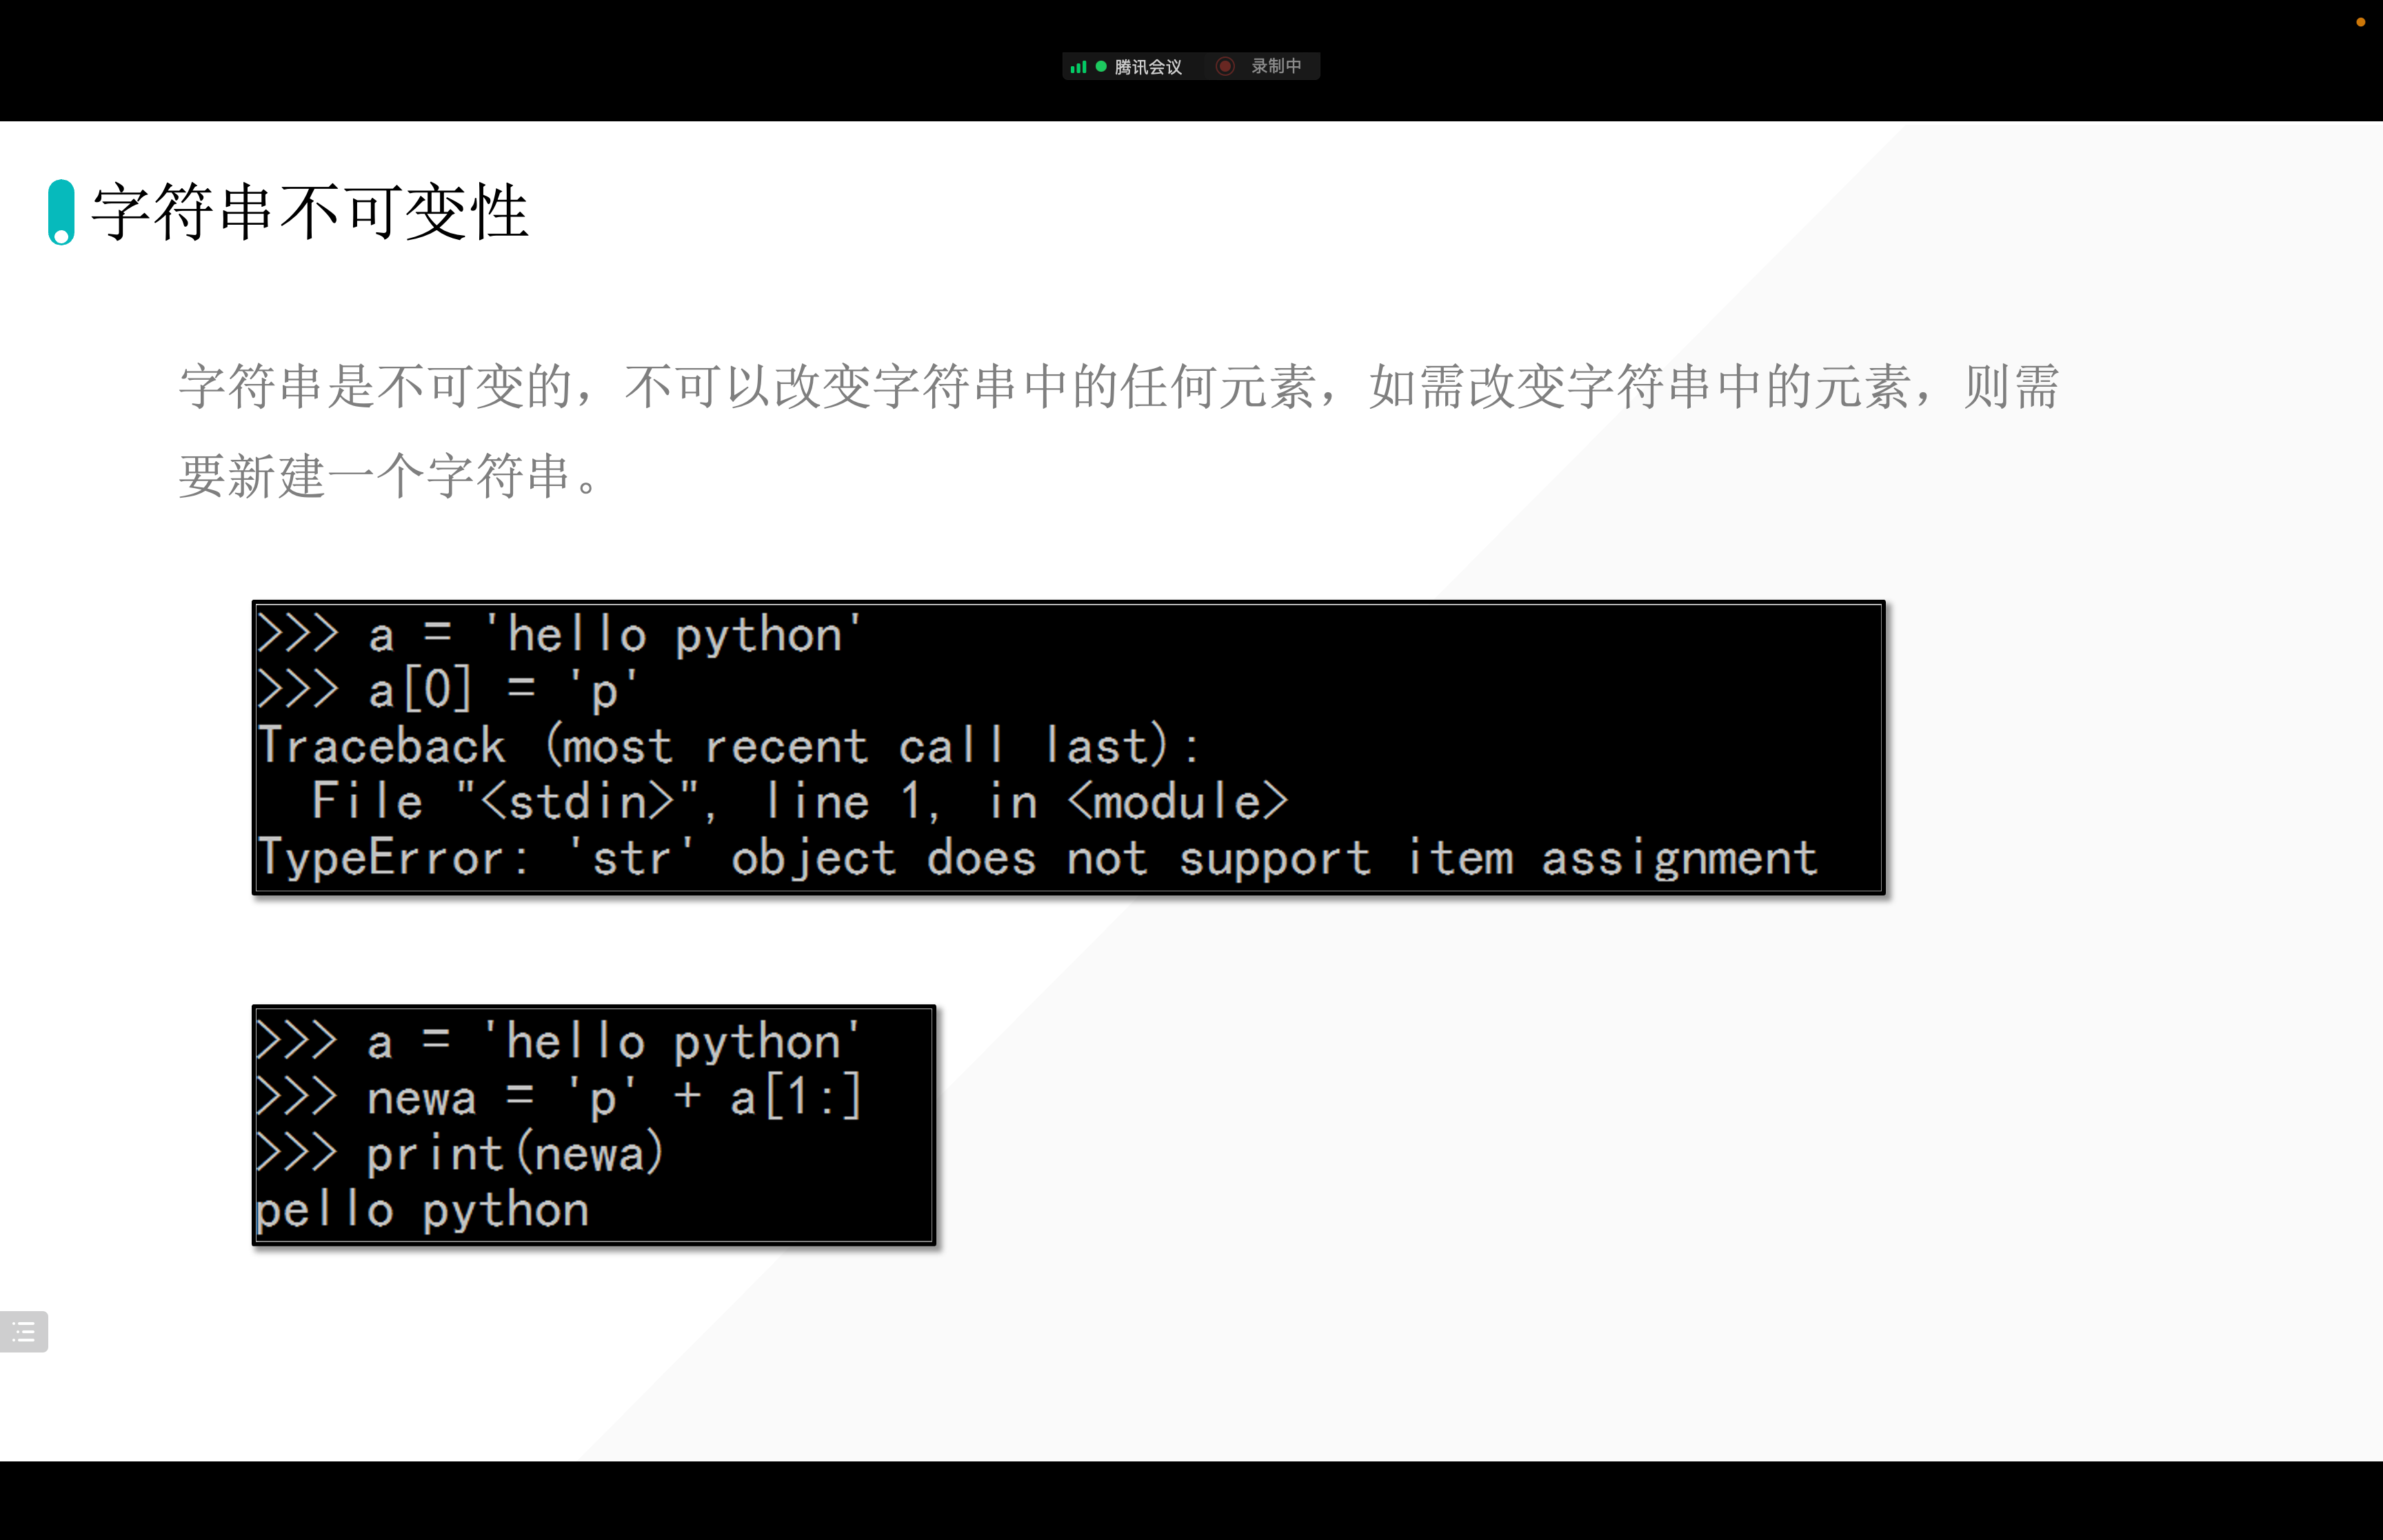 腾讯会议 录制中
字符串不可变性
字符串是不可变的，不可以改变字符串中的任何元素，如需改变字符串中的元素，则需
要新建一个字符串。
>>> a = 'hello python'
>>> a[0] = 'p'
Traceback (most recent call last):
  File "<stdin>", line 1, in <module>
TypeError: 'str' object does not support item assignment
>>> a = 'hello python'
>>> newa = 'p' + a[1:]
>>> print(newa)
pello python